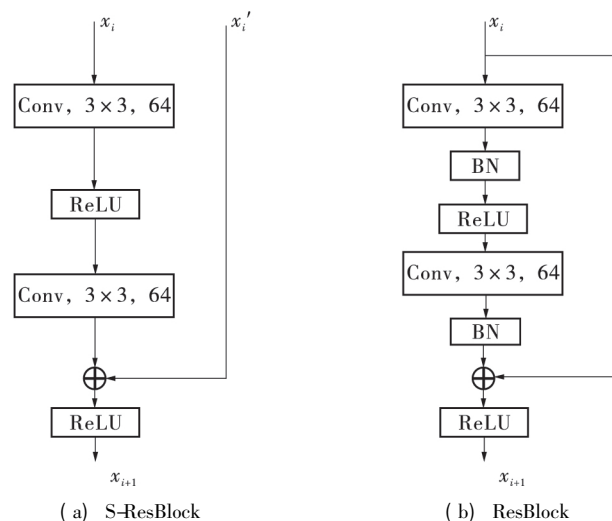 x_i
x_i′
Conv, 3×3, 64
ReLU
Conv, 3×3, 64
ReLU
x_{i+1}
(a) S-ResBlock
x_i
Conv, 3×3, 64
BN
ReLU
Conv, 3×3, 64
BN
ReLU
x_{i+1}
(b) ResBlock